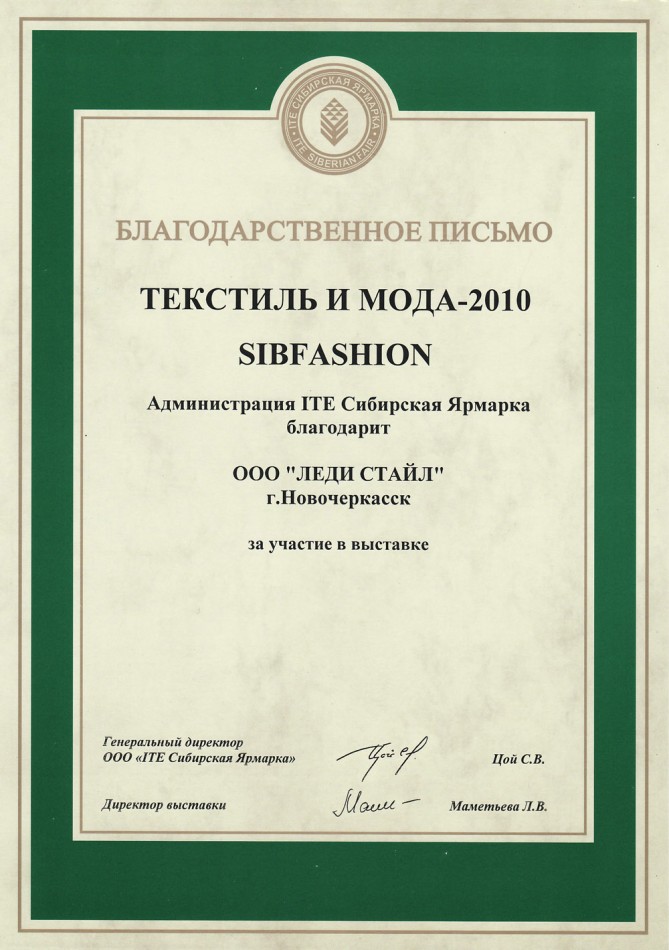 ITE СИБИРСКАЯ ЯРМАРКА
ITE SIBERIAN FAIR
БЛАГОДАРСТВЕННОЕ ПИСЬМО
ТЕКСТИЛЬ И МОДА-2010
SIBFASHION
Администрация ITE Сибирская Ярмарка
благодарит
ООО "ЛЕДИ СТАЙЛ"
г.Новочеркасск
за участие в выставке
Генеральный директор
ООО «ITE Сибирская Ярмарка»
Цой С.В.
Директор выставки
Маметьева Л.В.